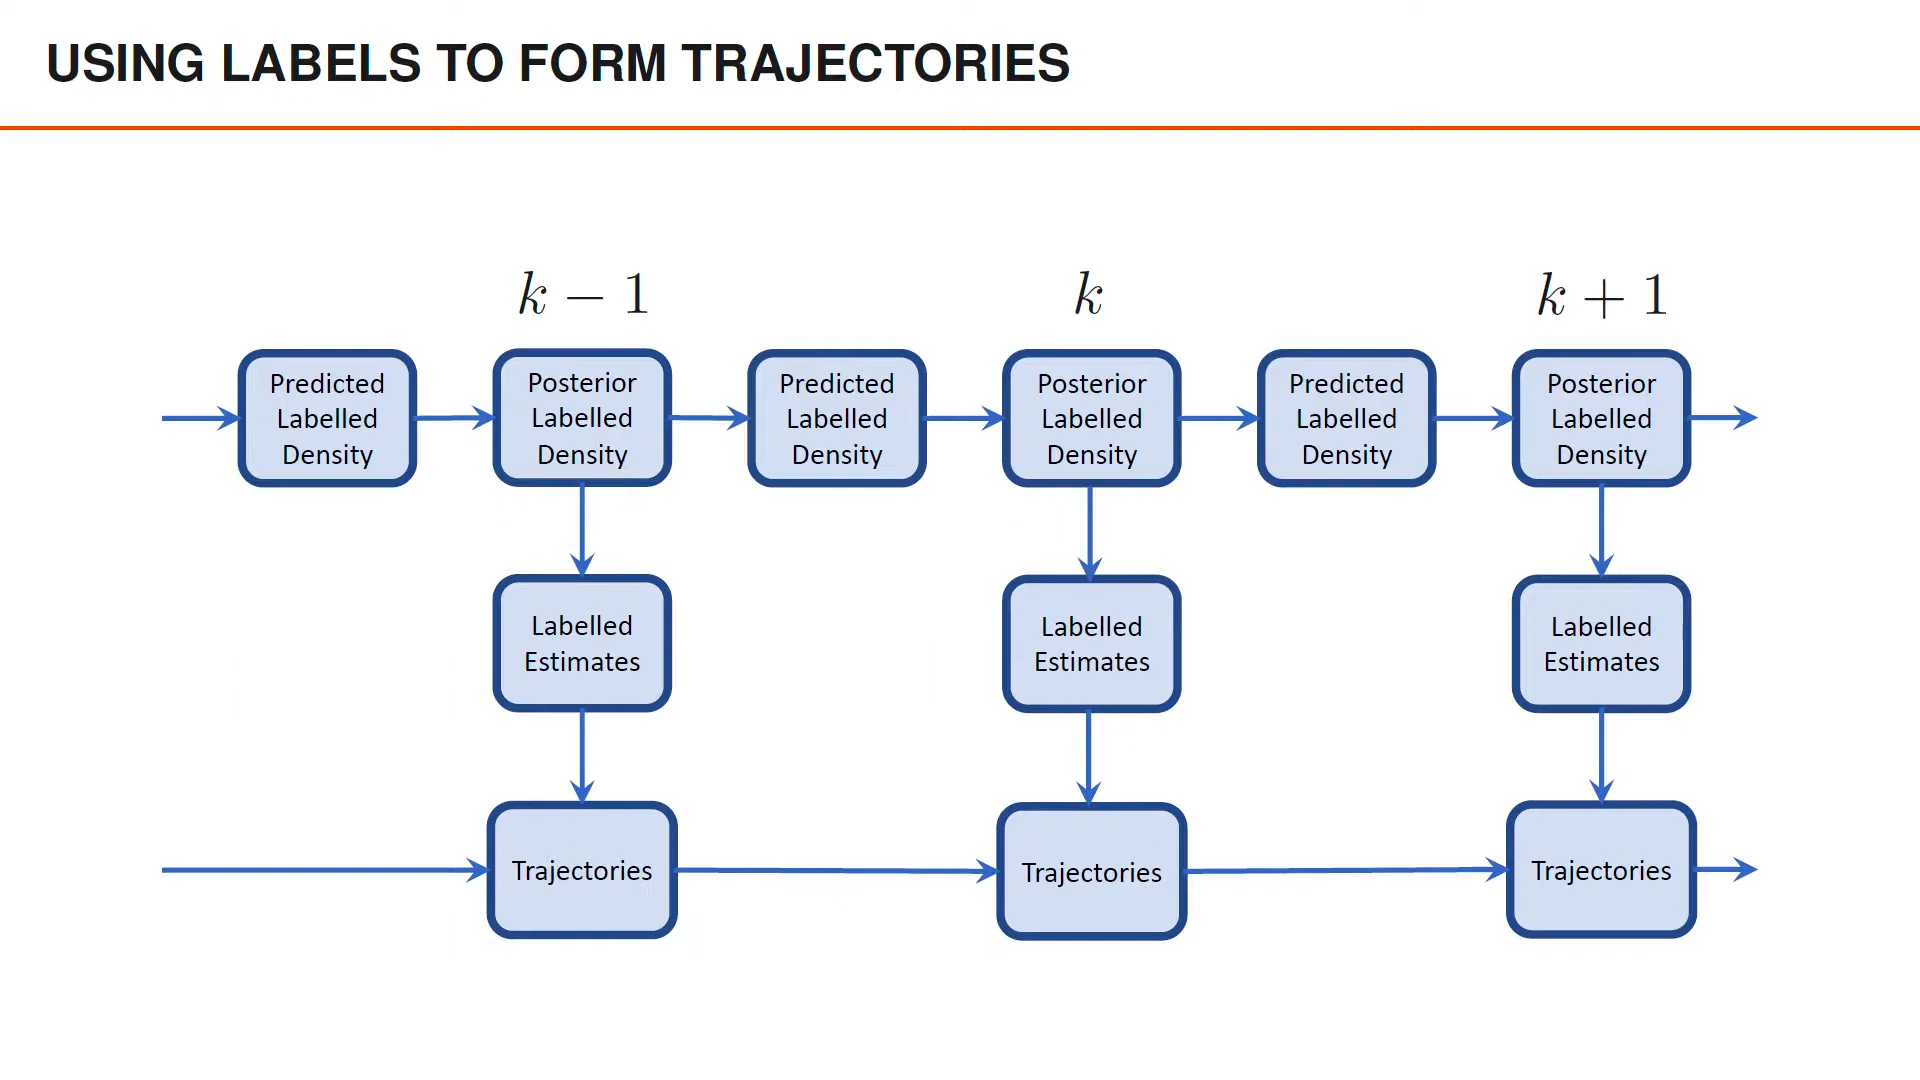 USING LABELS TO FORM TRAJECTORIES
k − 1
k
k + 1
Predicted
Labelled
Density
Posterior
Labelled
Density
Predicted
Labelled
Density
Posterior
Labelled
Density
Predicted
Labelled
Density
Posterior
Labelled
Density
Labelled
Estimates
Labelled
Estimates
Labelled
Estimates
Trajectories
Trajectories
Trajectories